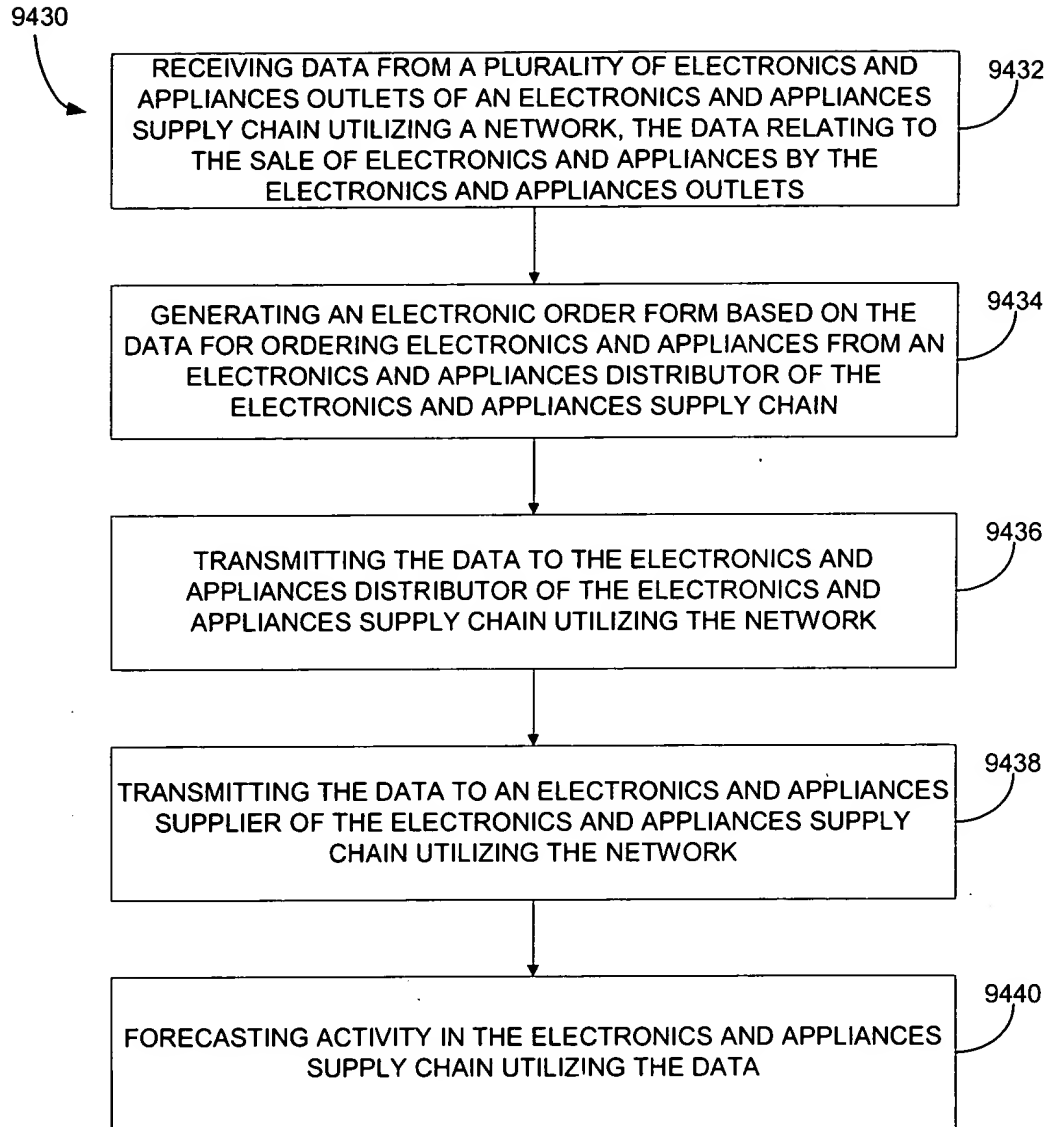 9430
RECEIVING DATA FROM A PLURALITY OF ELECTRONICS AND
APPLIANCES OUTLETS OF AN ELECTRONICS AND APPLIANCES
SUPPLY CHAIN UTILIZING A NETWORK, THE DATA RELATING TO
THE SALE OF ELECTRONICS AND APPLIANCES BY THE
ELECTRONICS AND APPLIANCES OUTLETS
9432
GENERATING AN ELECTRONIC ORDER FORM BASED ON THE
DATA FOR ORDERING ELECTRONICS AND APPLIANCES FROM AN
ELECTRONICS AND APPLIANCES DISTRIBUTOR OF THE
ELECTRONICS AND APPLIANCES SUPPLY CHAIN
9434
TRANSMITTING THE DATA TO THE ELECTRONICS AND
APPLIANCES DISTRIBUTOR OF THE ELECTRONICS AND
APPLIANCES SUPPLY CHAIN UTILIZING THE NETWORK
9436
TRANSMITTING THE DATA TO AN ELECTRONICS AND APPLIANCES
SUPPLIER OF THE ELECTRONICS AND APPLIANCES SUPPLY
CHAIN UTILIZING THE NETWORK
9438
FORECASTING ACTIVITY IN THE ELECTRONICS AND APPLIANCES
SUPPLY CHAIN UTILIZING THE DATA
9440